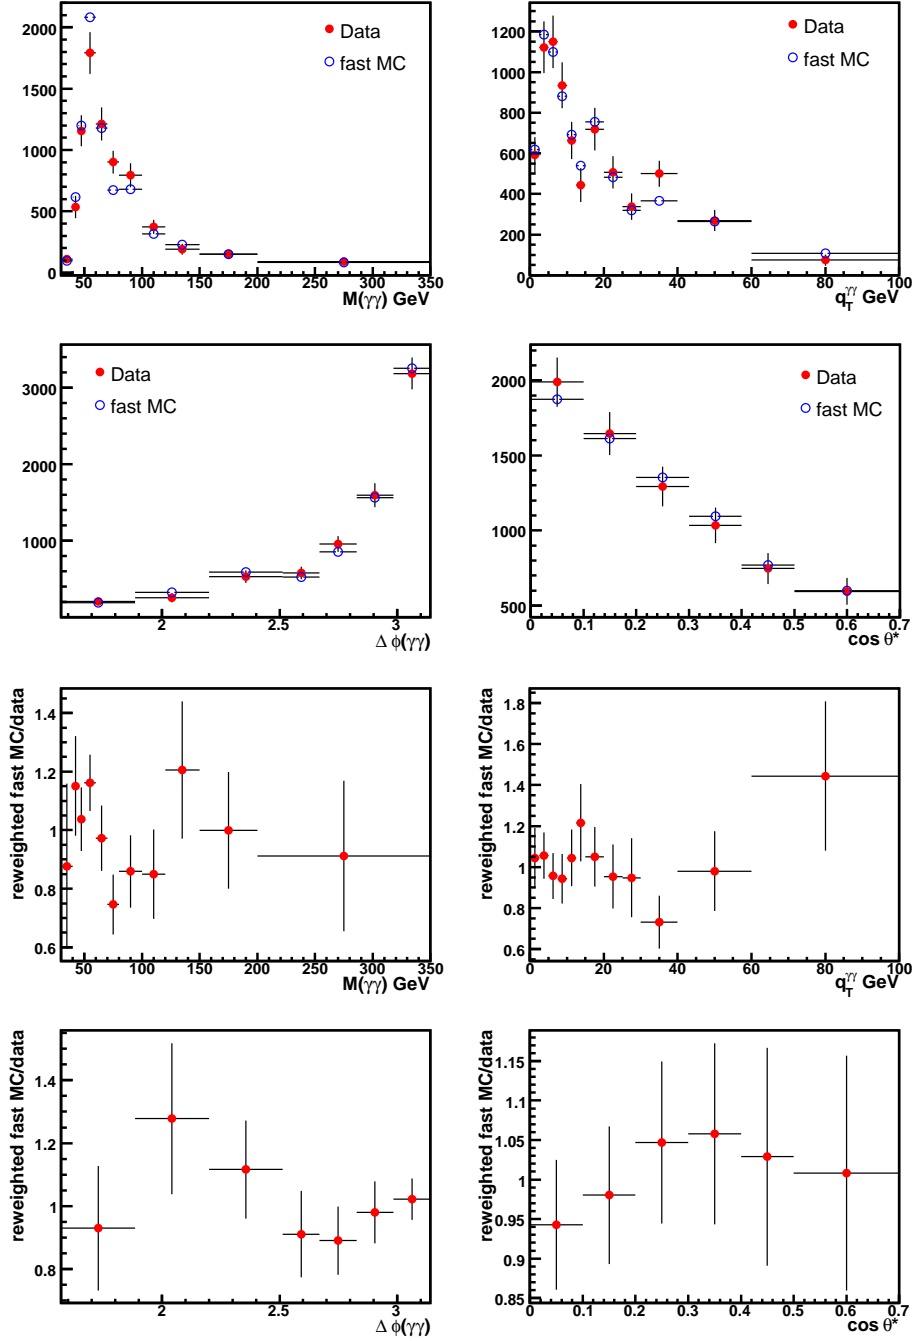 2000
1500
1000
500
0
Data
fast MC
50 100 150 200 250 300 350
M(γγ) GeV
1200
1000
800
600
400
200
0
Data
fast MC
0 20 40 60 80 100
q_T^γγ GeV
3000
2000
1000
Data
fast MC
2 2.5 3
Δ ϕ(γγ)
2000
1500
1000
500
Data
fast MC
0 0.1 0.2 0.3 0.4 0.5 0.6 0.7
cos θ*
reweighted fast MC/data
1.4
1.2
1
0.8
0.6
50 100 150 200 250 300 350
M(γγ) GeV
reweighted fast MC/data
1.8
1.6
1.4
1.2
1
0.8
0.6
0 20 40 60 80 100
q_T^γγ GeV
reweighted fast MC/data
1.4
1.2
1
0.8
2 2.5 3
Δ ϕ(γγ)
reweighted fast MC/data
1.15
1.1
1.05
1
0.95
0.9
0.85
0 0.1 0.2 0.3 0.4 0.5 0.6 0.7
cos θ*